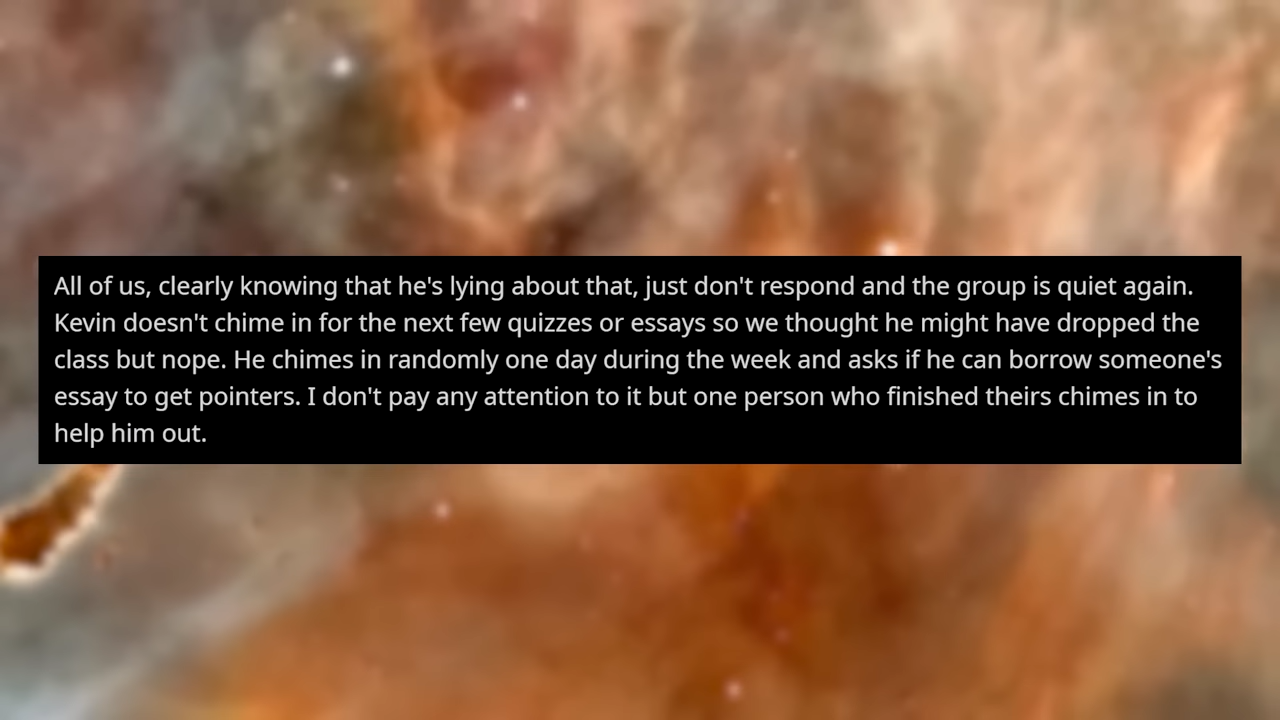 All of us, clearly knowing that he's lying about that, just don't respond and the group is quiet again.
Kevin doesn't chime in for the next few quizzes or essays so we thought he might have dropped the
class but nope. He chimes in randomly one day during the week and asks if he can borrow someone's
essay to get pointers. I don't pay any attention to it but one person who finished theirs chimes in to
help him out.